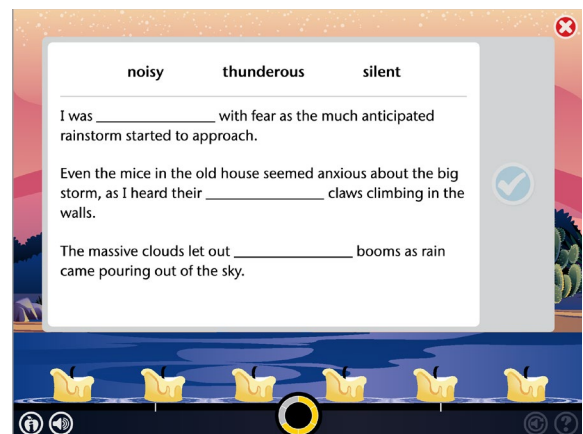 noisy thunderous silent
I was _______________ with fear as the much anticipated
rainstorm started to approach.
Even the mice in the old house seemed anxious about the big
storm, as I heard their _______________ claws climbing in the
walls.
The massive clouds let out _______________ booms as rain
came pouring out of the sky.